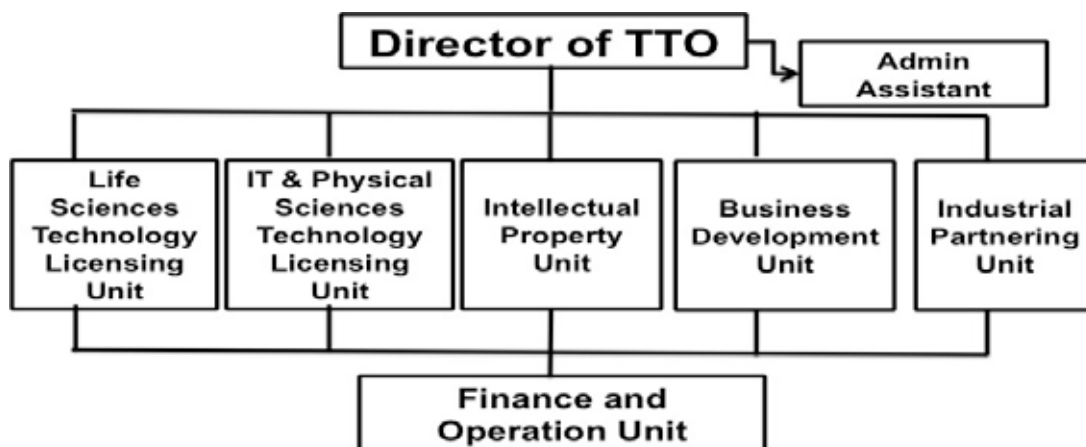 Director of TTO
Admin
Assistant
Life
Sciences
Technology
Licensing
Unit
IT & Physical
Sciences
Technology
Licensing
Unit
Intellectual
Property
Unit
Business
Development
Unit
Industrial
Partnering
Unit
Finance and
Operation Unit